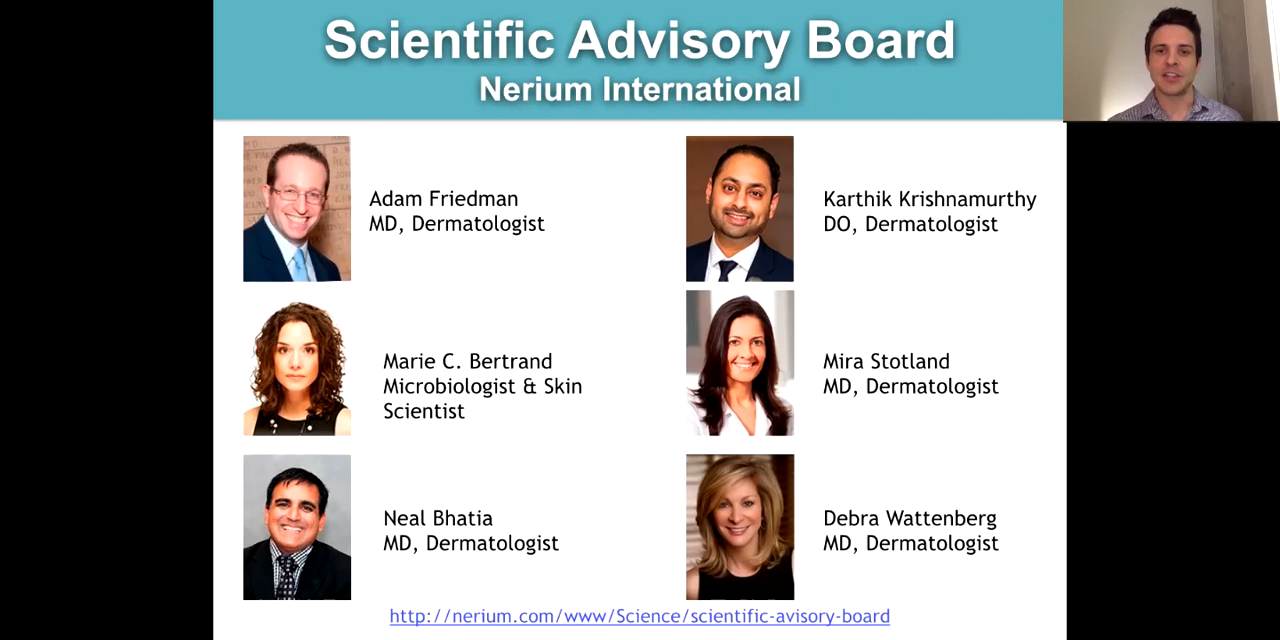 Scientific Advisory Board
Nerium International
Adam Friedman
MD, Dermatologist
Karthik Krishnamurthy
DO, Dermatologist
Marie C. Bertrand
Microbiologist & Skin
Scientist
Mira Stotland
MD, Dermatologist
Neal Bhatia
MD, Dermatologist
Debra Wattenberg
MD, Dermatologist
http://nerium.com/www/Science/scientific-avisory-board